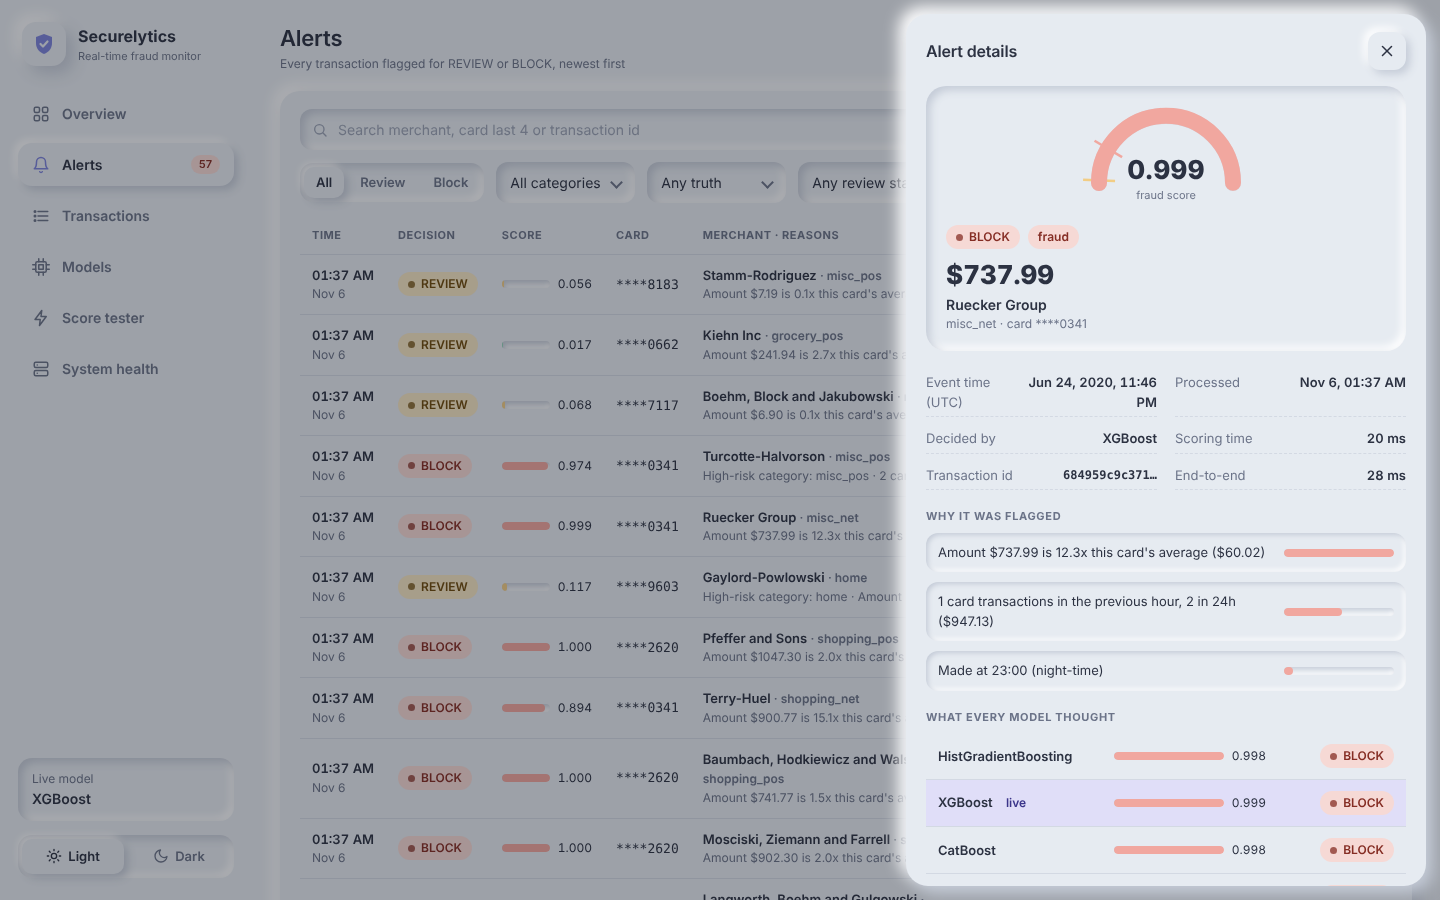 Securelytics
Real-time fraud monitor
Overview
Alerts 57
Transactions
Models
Score tester
System health
Live model
XGBoost
Light Dark
Alerts
Every transaction flagged for REVIEW or BLOCK, newest first
Search merchant, card last 4 or transaction id
All Review Block All categories Any truth Any review
TIME DECISION SCORE CARD MERCHANT · REASONS
01:37 AM REVIEW 0.056 ****8183 Stamm-Rodriguez · misc_pos
Nov 6 Amount $7.19 is 0.1x this card's
01:37 AM REVIEW 0.017 ****0662 Kiehn Inc · grocery_pos
Nov 6 Amount $241.94 is 2.7x this card's
01:37 AM REVIEW 0.068 ****7117 Boehm, Block and Jakubowski ·
Nov 6 Amount $6.90 is 0.1x this card's
01:37 AM BLOCK 0.974 ****0341 Turcotte-Halvorson · misc_pos
Nov 6 High-risk category: misc_pos · 2
01:37 AM BLOCK 0.999 ****0341 Ruecker Group · misc_net
Nov 6 Amount $737.99 is 12.3x this card's
01:37 AM REVIEW 0.117 ****9603 Gaylord-Powlowski · home
Nov 6 High-risk category: home · Amount
01:37 AM BLOCK 1.000 ****2620 Pfeffer and Sons · shopping_pos
Nov 6 Amount $1047.30 is 2.0x this card's
01:37 AM BLOCK 0.894 ****0341 Terry-Huel · shopping_net
Nov 6 Amount $900.77 is 15.1x this card's
01:37 AM BLOCK 1.000 ****2620 Baumbach, Hodkiewicz and
Nov 6 shopping_pos
Amount $741.77 is 1.5x this card's
01:37 AM BLOCK 1.000 ****2620 Mosciski, Ziemann and Farrell ·
Nov 6 Amount $902.30 is 2.0x this card's
Langworth, Boehm and Gulgowski ·
Alert details
0.999
fraud score
BLOCK fraud
$737.99
Ruecker Group
misc_net · card ****0341
Event time (UTC) Jun 24, 2020, 11:46 PM
Processed Nov 6, 01:37 AM
Decided by XGBoost
Scoring time 20 ms
Transaction id 684959c9c371…
End-to-end 28 ms
WHY IT WAS FLAGGED
Amount $737.99 is 12.3x this card's average ($60.02)
1 card transactions in the previous hour, 2 in 24h
($947.13)
Made at 23:00 (night-time)
WHAT EVERY MODEL THOUGHT
HistGradientBoosting 0.998 BLOCK
XGBoost live 0.999 BLOCK
CatBoost 0.998 BLOCK